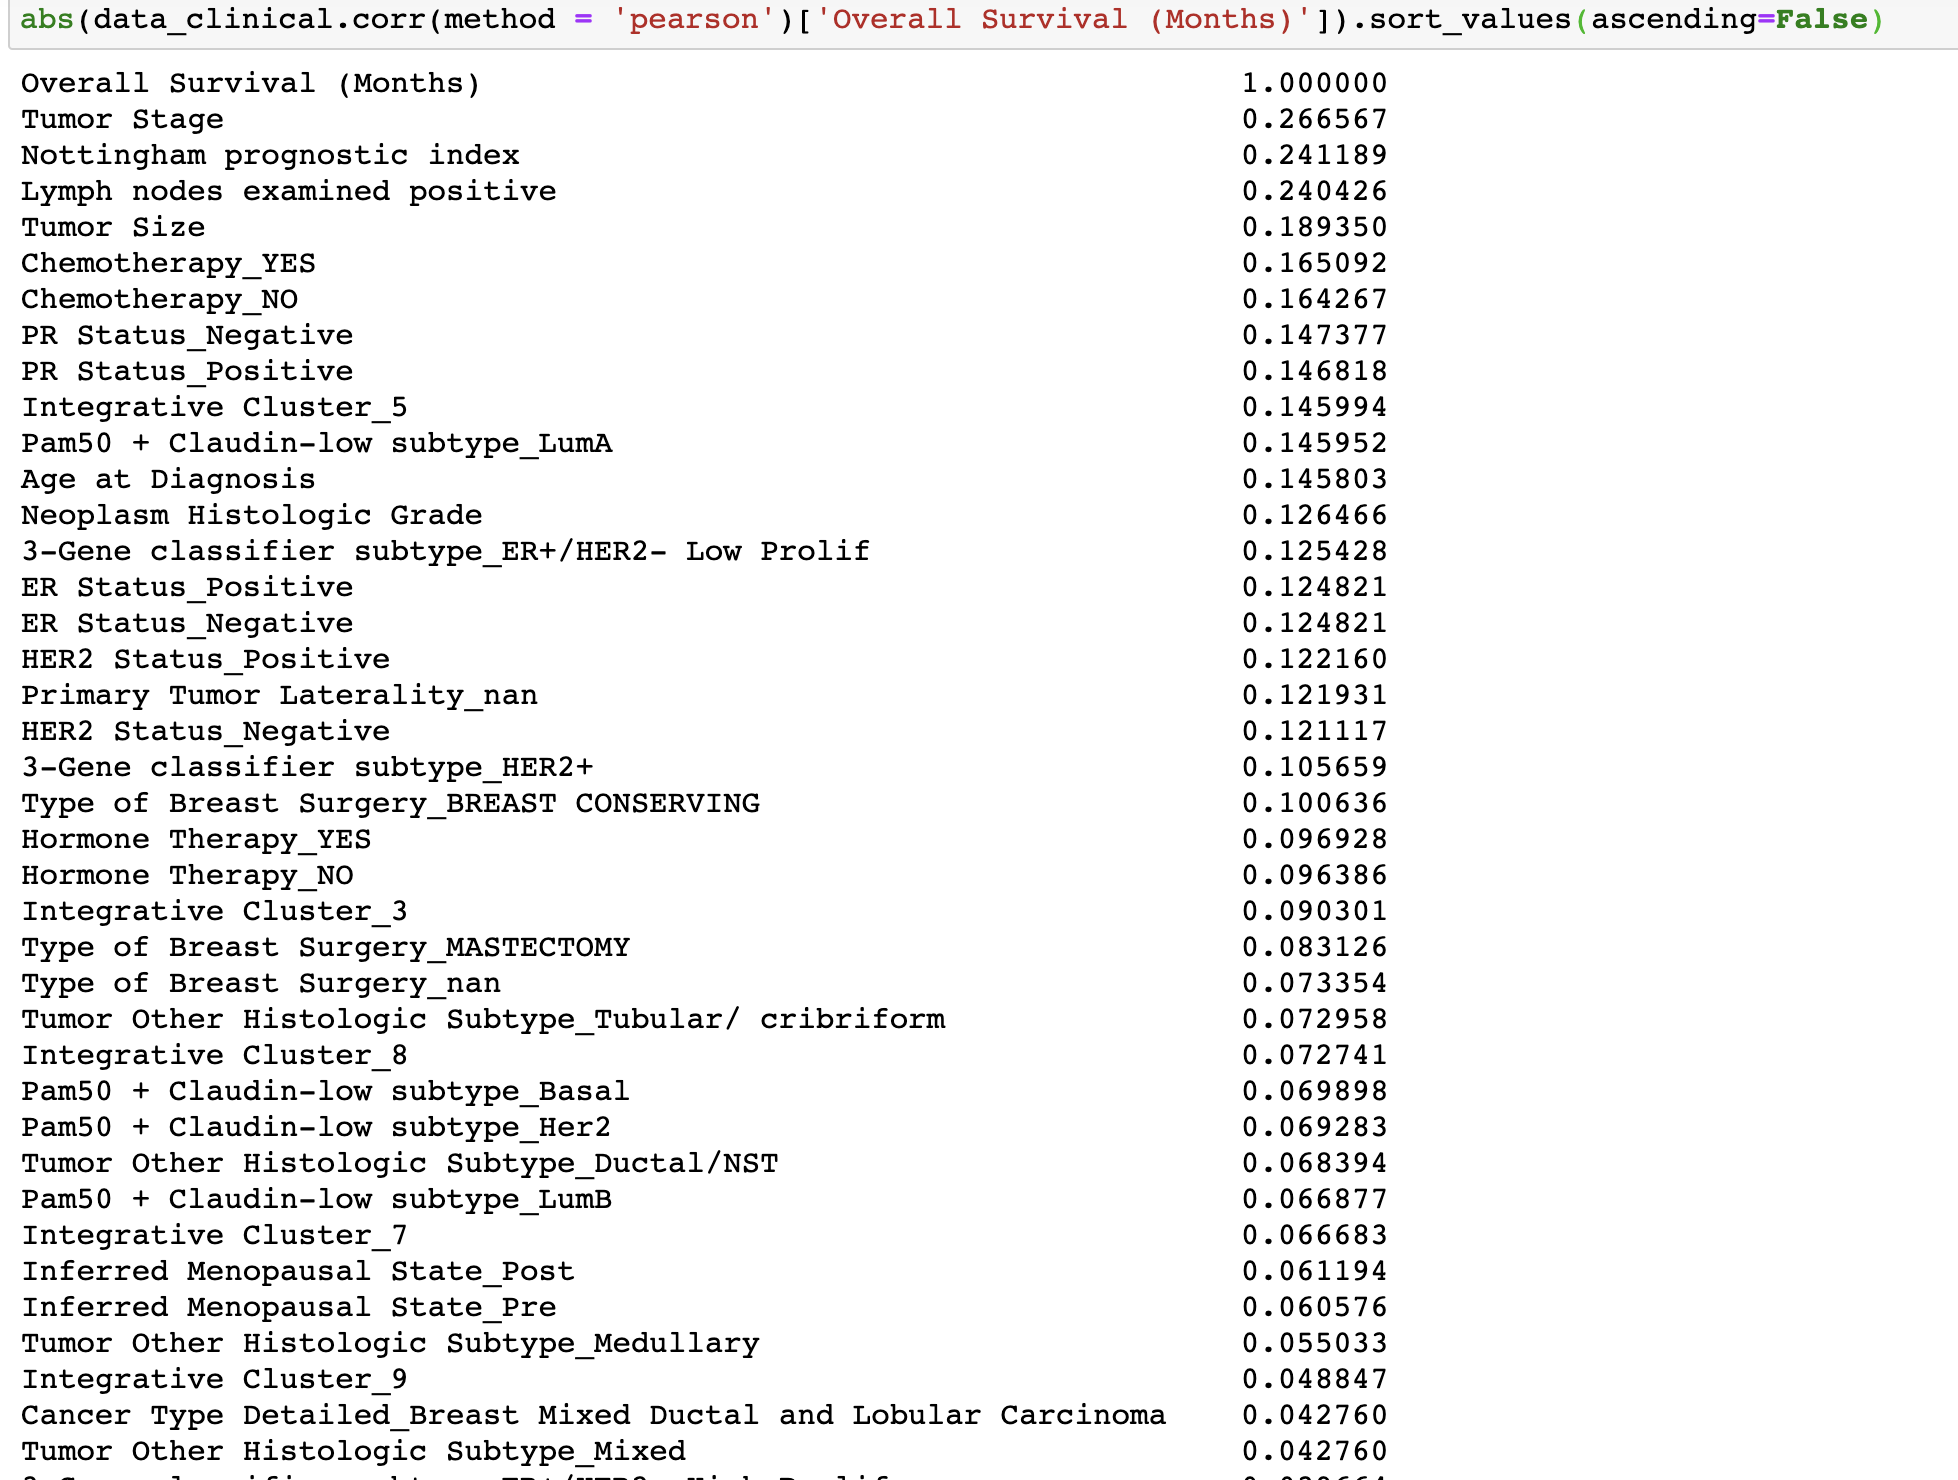 abs(data_clinical.corr(method = 'pearson')['Overall Survival (Months)']).sort_values(ascending=False)
Overall Survival (Months) 1.000000
Tumor Stage 0.266567
Nottingham prognostic index 0.241189
Lymph nodes examined positive 0.240426
Tumor Size 0.189350
Chemotherapy_YES 0.165092
Chemotherapy_NO 0.164267
PR Status_Negative 0.147377
PR Status_Positive 0.146818
Integrative Cluster_5 0.145994
Pam50 + Claudin-low subtype_LumA 0.145952
Age at Diagnosis 0.145803
Neoplasm Histologic Grade 0.126466
3-Gene classifier subtype_ER+/HER2- Low Prolif 0.125428
ER Status_Positive 0.124821
ER Status_Negative 0.124821
HER2 Status_Positive 0.122160
Primary Tumor Laterality_nan 0.121931
HER2 Status_Negative 0.121117
3-Gene classifier subtype_HER2+ 0.105659
Type of Breast Surgery_BREAST CONSERVING 0.100636
Hormone Therapy_YES 0.096928
Hormone Therapy_NO 0.096386
Integrative Cluster_3 0.090301
Type of Breast Surgery_MASTECTOMY 0.083126
Type of Breast Surgery_nan 0.073354
Tumor Other Histologic Subtype_Tubular/ cribriform 0.072958
Integrative Cluster_8 0.072741
Pam50 + Claudin-low subtype_Basal 0.069898
Pam50 + Claudin-low subtype_Her2 0.069283
Tumor Other Histologic Subtype_Ductal/NST 0.068394
Pam50 + Claudin-low subtype_LumB 0.066877
Integrative Cluster_7 0.066683
Inferred Menopausal State_Post 0.061194
Inferred Menopausal State_Pre 0.060576
Tumor Other Histologic Subtype_Medullary 0.055033
Integrative Cluster_9 0.048847
Cancer Type Detailed_Breast Mixed Ductal and Lobular Carcinoma 0.042760
Tumor Other Histologic Subtype_Mixed 0.042760